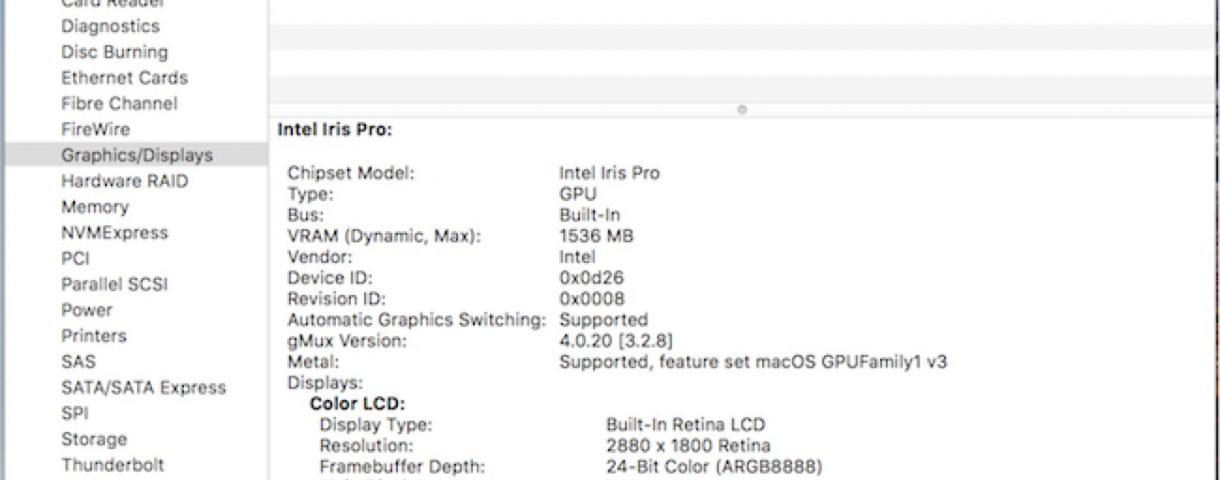 Card Reader
Diagnostics
Disc Burning
Ethernet Cards
Fibre Channel
FireWire
Graphics/Displays
Hardware RAID
Memory
NVMExpress
PCI
Parallel SCSI
Power
Printers
SAS
SATA/SATA Express
SPI
Storage
Thunderbolt
Intel Iris Pro:
Chipset Model: Intel Iris Pro
Type: GPU
Bus: Built-In
VRAM (Dynamic, Max): 1536 MB
Vendor: Intel
Device ID: 0x0d26
Revision ID: 0x0008
Automatic Graphics Switching: Supported
gMux Version: 4.0.20 [3.2.8]
Metal: Supported, feature set macOS GPUFamily1 v3
Displays:
Color LCD:
Display Type: Built-In Retina LCD
Resolution: 2880 x 1800 Retina
Framebuffer Depth: 24-Bit Color (ARGB8888)